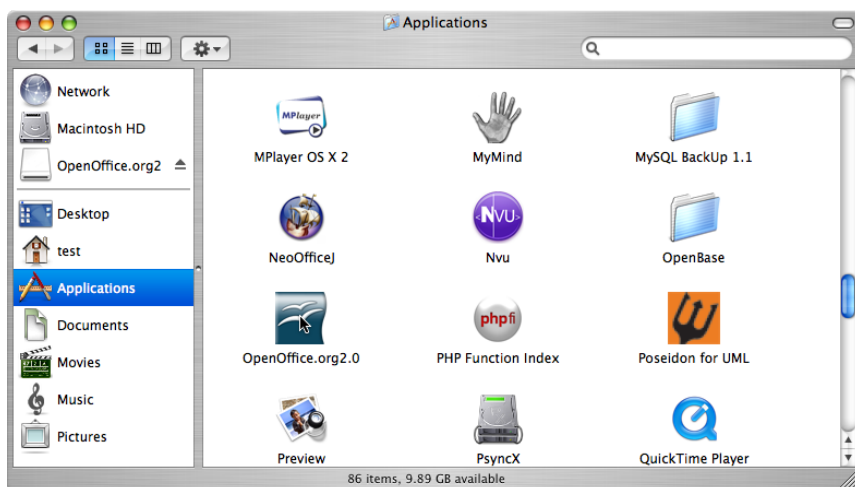 Applications
Network
Macintosh HD
OpenOffice.org2
Desktop
test
Applications
Documents
Movies
Music
Pictures
MPlayer
MPlayer OS X 2
MyMind
MySQL BackUp 1.1
NeoOfficeJ
NVU
Nvu
OpenBase
OpenOffice.org2.0
phpfi
PHP Function Index
Poseidon for UML
Preview
PsyncX
QuickTime Player
86 items, 9.89 GB available